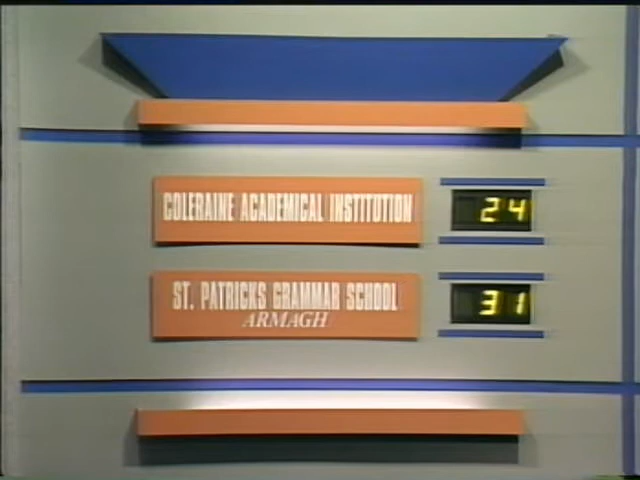 COLERAINE ACADEMICAL INSTITUTION
24
ST. PATRICKS GRAMMAR SCHOOL
ARMAGH
31